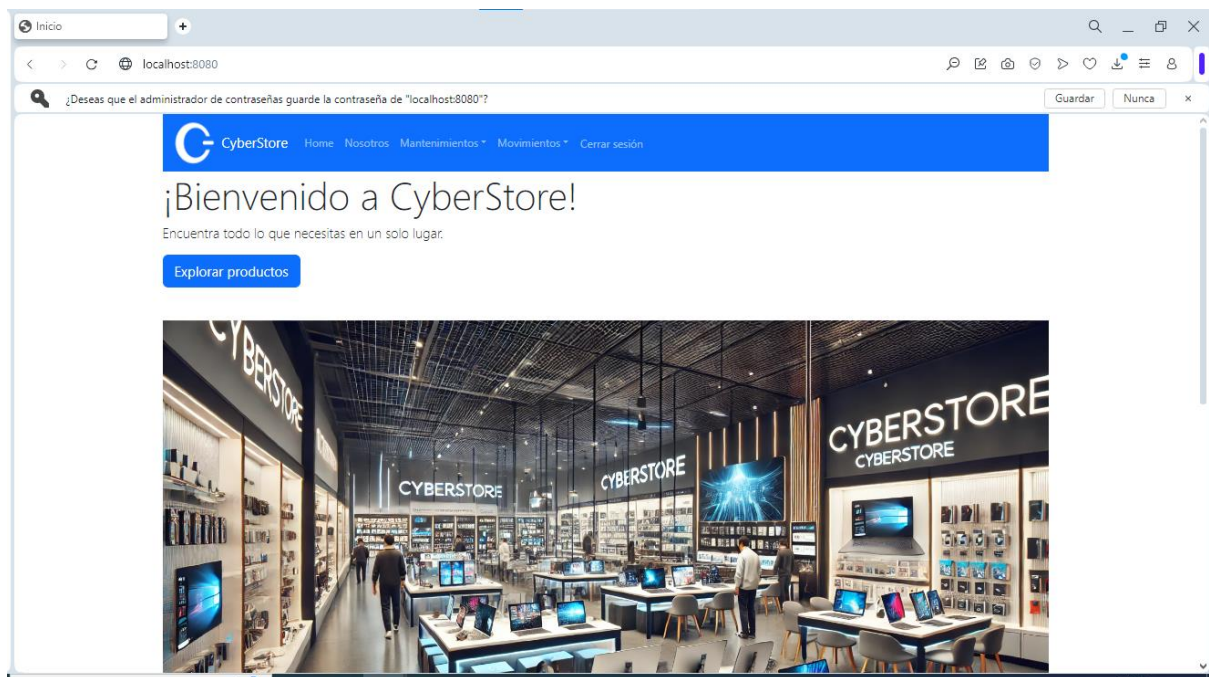 Inicio
localhost:8080
¿Deseas que el administrador de contraseñas guarde la contraseña de "localhost:8080"?
Guardar
Nunca
CyberStore Home Nosotros Mantenimientos Movimientos Cerrar sesión
¡Bienvenido a CyberStore!
Encuentra todo lo que necesitas en un solo lugar.
Explorar productos
CYBERSTORE
CYBERSTORE
CYBERSTORE
CYBERSTORE
CYBERSTORE